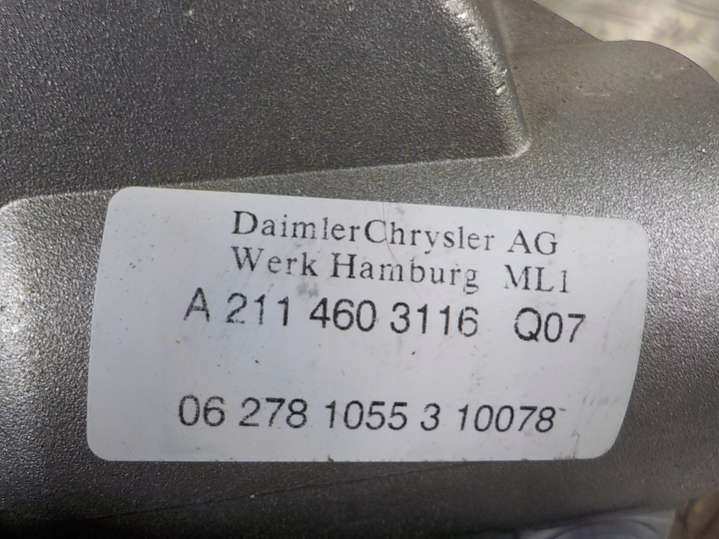 DaimlerChrysler AG
Werk Hamburg ML1
A 211 460 3116 Q07
06 278 1055 3 10078